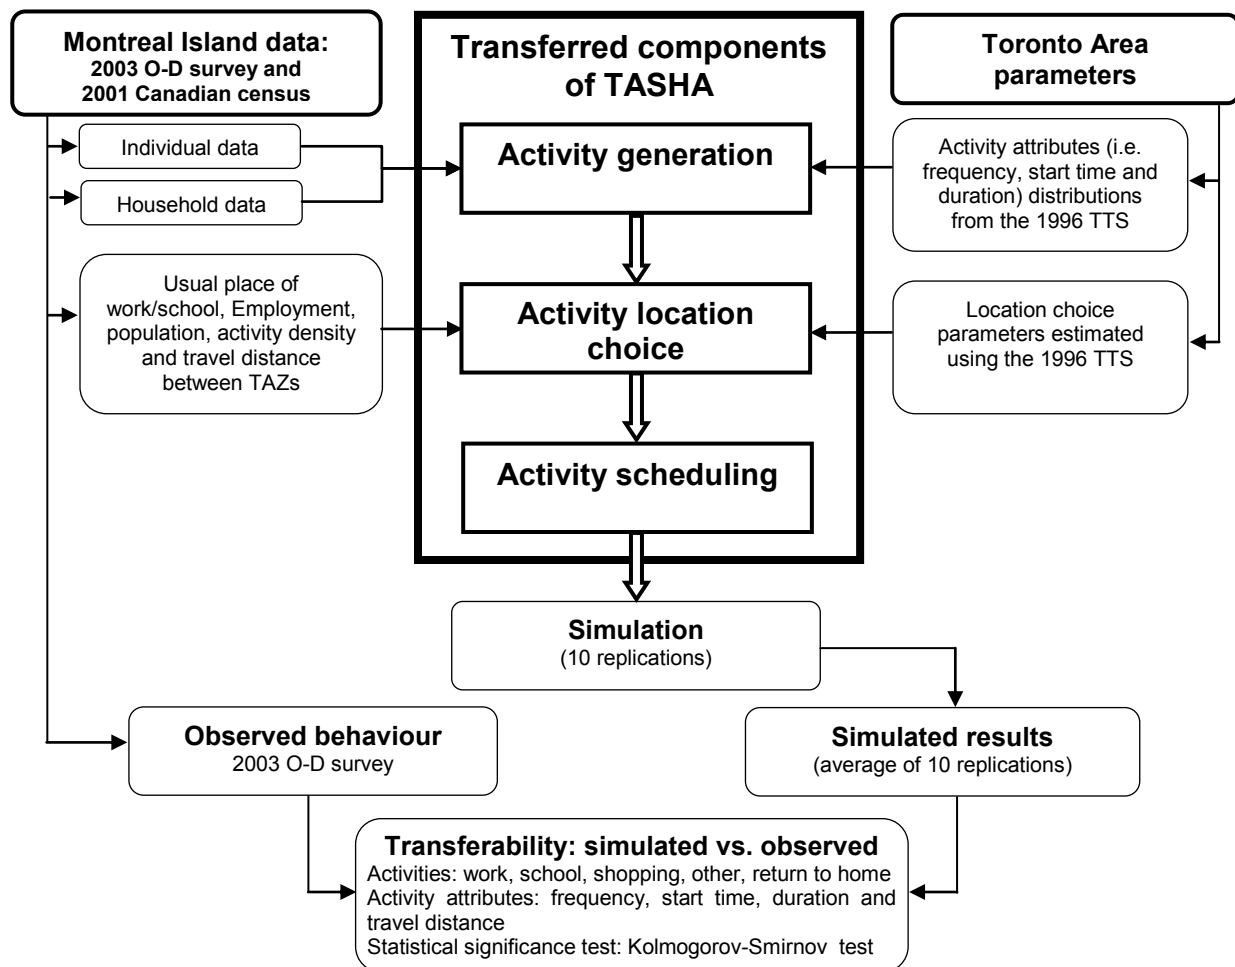 Montreal Island data:
2003 O-D survey and
2001 Canadian census
Individual data
Household data
Usual place of
work/school, Employment,
population, activity density
and travel distance
between TAZs
Transferred components
of TASHA
Activity generation
Activity location
choice
Activity scheduling
Toronto Area
parameters
Activity attributes (i.e.
frequency, start time and
duration) distributions
from the 1996 TTS
Location choice
parameters estimated
using the 1996 TTS
Simulation
(10 replications)
Observed behaviour
2003 O-D survey
Simulated results
(average of 10 replications)
Transferability: simulated vs. observed
Activities: work, school, shopping, other, return to home
Activity attributes: frequency, start time, duration and
travel distance
Statistical significance test: Kolmogorov-Smirnov test